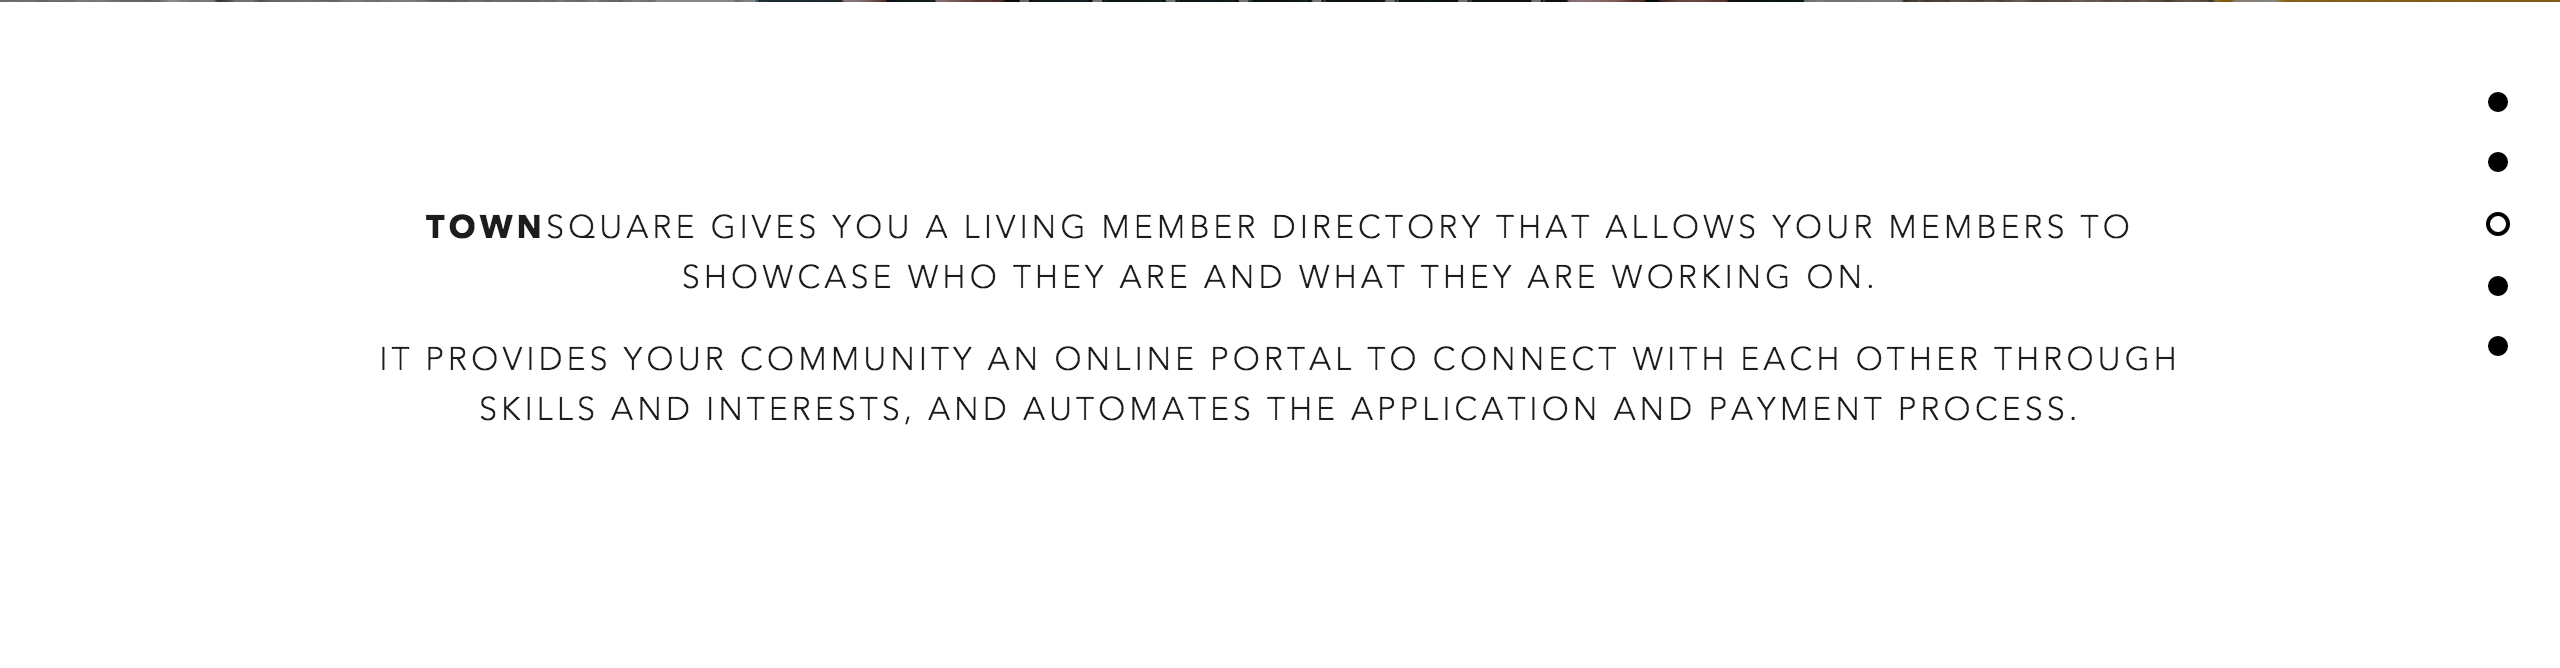 TOWNSQUARE GIVES YOU A LIVING MEMBER DIRECTORY THAT ALLOWS YOUR MEMBERS TO
SHOWCASE WHO THEY ARE AND WHAT THEY ARE WORKING ON.
IT PROVIDES YOUR COMMUNITY AN ONLINE PORTAL TO CONNECT WITH EACH OTHER THROUGH
SKILLS AND INTERESTS, AND AUTOMATES THE APPLICATION AND PAYMENT PROCESS.